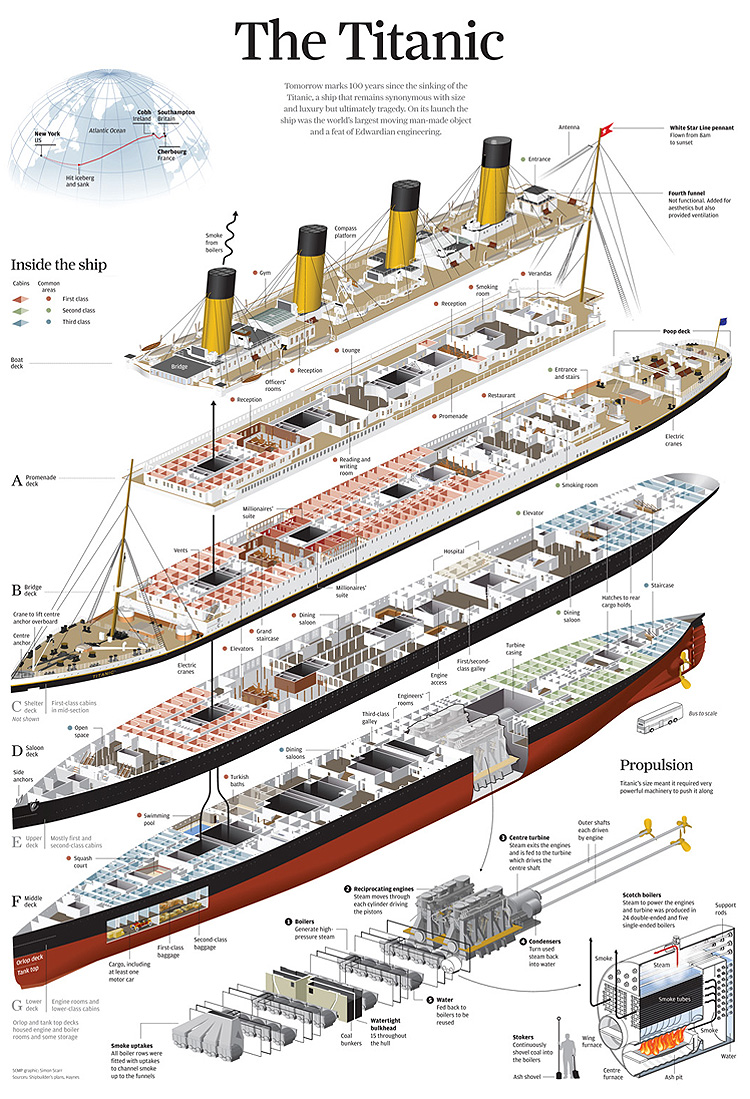 The Titanic
Tomorrow marks 100 years since the sinking of the
Titanic, a ship that remains synonymous with size
and luxury but ultimately tragedy. On its launch the
ship was the world's largest moving man-made object
and a feat of Edwardian engineering.
Cobh
Ireland
Southampton
Britain
New York
US
Atlantic Ocean
Cherbourg
France
Hit iceberg
and sank
Antenna
White Star Line pennant
Flown from 8am
to sunset
Entrance
Fourth funnel
Not functional. Added for
aesthetics but also
provided ventilation
Smoke
from
boilers
Compass
platform
Inside the ship
Cabins
Common
areas
First class
Second class
Third class
Gym
Verandas
Smoking
room
Reception
Poop deck
Boat
deck
Bridge
Lounge
Reception
Officers'
rooms
Entrance
and stairs
Reception
Restaurant
Promenade
Electric
cranes
A Promenade
deck
Reading and
writing
room
Smoking room
Millionaires'
suite
Elevator
Vents
Hospital
B Bridge
deck
Millionaires'
suite
Staircase
Hatches to rear
cargo holds
Crane to lift centre
anchor overboard
Centre
anchor
TITANIC
Dining
saloon
Dining
saloon
Grand
staircase
Electric
cranes
Elevators
First/second-
class galley
Turbine
casing
Engine
access
C Shelter
deck
Not shown
First-class cabins
in mid-section
Engineers'
rooms
Third-class
galley
Bus to scale
Open
space
D Saloon
deck
Dining
saloons
Side
anchors
Turkish
baths
Propulsion
Titanic's size meant it required very
powerful machinery to push it along
Swimming
pool
E Upper
deck
Mostly first and
second-class cabins
Outer shafts
each driven
by engine
3 Centre turbine
Steam exits the engines
and is fed to the turbine
which drives the
centre shaft
Squash
court
2 Reciprocating engines
Steam moves through
each cylinder driving
the pistons
F Middle
deck
Scotch boilers
Steam to power the engines
and turbine was produced in
24 double-ended and five
single-ended boilers
Support
rods
1 Boilers
Generate high-
pressure steam
4 Condensers
Turn used
steam back
into water
Second-class
baggage
First-class
baggage
Cargo, including
at least one
motor car
Orlop deck
Tank top
Smoke
Steam
Smoke tubes
Smoke
5 Water
Fed back to
boilers to be
reused
G Lower
deck
Engine rooms and
lower-class cabins
Orlop and tank top decks
housed engine and boiler
rooms and some storage
Watertight
bulkhead
15 throughout
the hull
Coal
bunkers
Stokers
Continuously
shovel coal into
the boilers
Wing
furnace
Smoke uptakes
All boiler rows were
fitted with uptakes
to channel smoke
up to the funnels
Water
Centre
furnace
Ash pit
Ash shovel
SCMP graphic: Simon Scarr
Sources: Shipbuilder's plans, Haynes